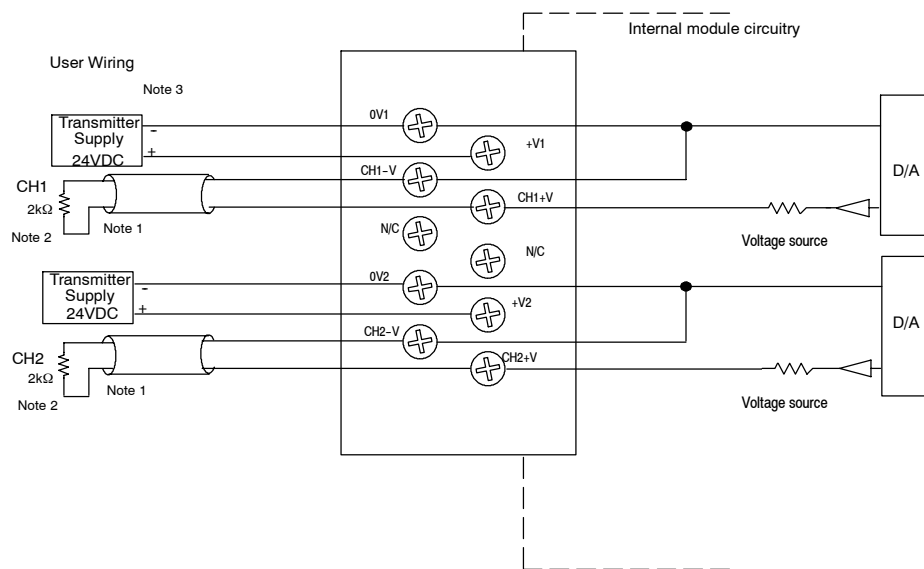 Internal module circuitry
User Wiring
Note 3
0V1
Transmitter
Supply
24VDC
-
+
+V1
CH1
CH1–V
D/A
2kΩ
CH1+V
Note 2
Note 1
N/C
Voltage source
N/C
Transmitter
Supply
24VDC
-
+
0V2
+V2
D/A
CH2–V
CH2
2kΩ
CH2+V
Note 2
Note 1
Voltage source